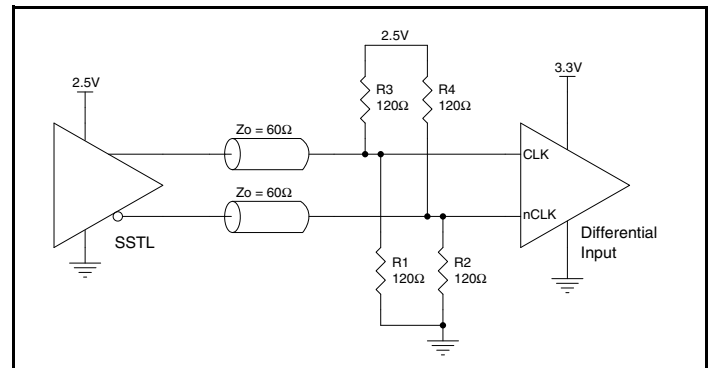 2.5V
2.5V
3.3V
R3
120Ω
R4
120Ω
Zo = 60Ω
CLK
Zo = 60Ω
nCLK
SSTL
Differential
Input
R1
120Ω
R2
120Ω